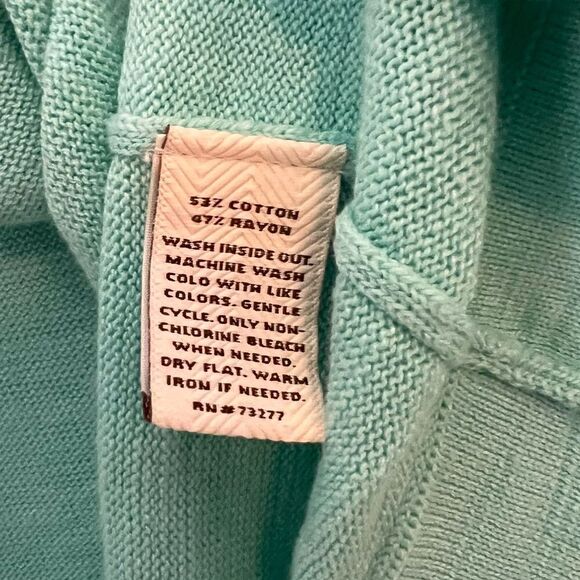 53% COTTON
47% RAYON
WASH INSIDE OUT.
MACHINE WASH
COLD WITH LIKE
COLORS. GENTLE
CYCLE. ONLY NON-
CHLORINE BLEACH
WHEN NEEDED.
DRY FLAT. WARM
IRON IF NEEDED.
RN#73277